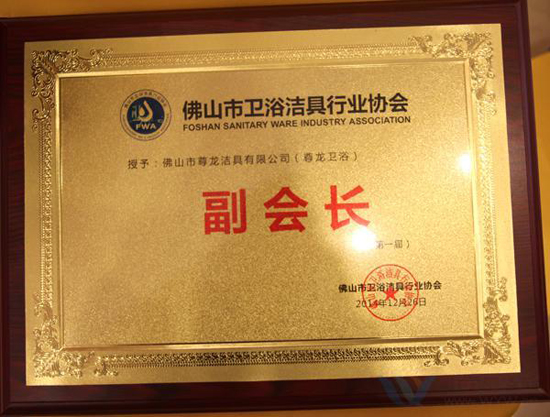 FWA
佛山市卫浴洁具行业协会
FOSHAN SANITARY WARE INDUSTRY ASSOCIATION
授予：佛山市尊龙洁具有限公司（尊龙卫浴）
副会长
第一届）
佛山市卫浴洁具行业协会
2014年12月26日